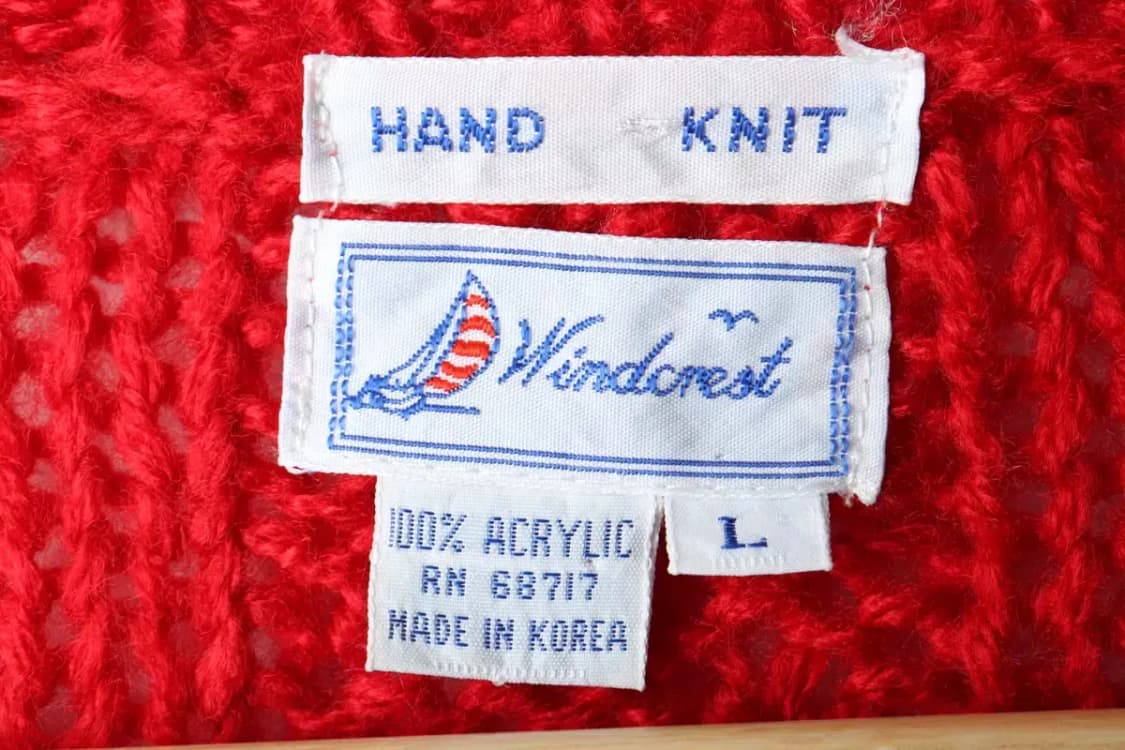 HAND KNIT
Windcrest
100% ACRYLIC
RN 68717
MADE IN KOREA
L